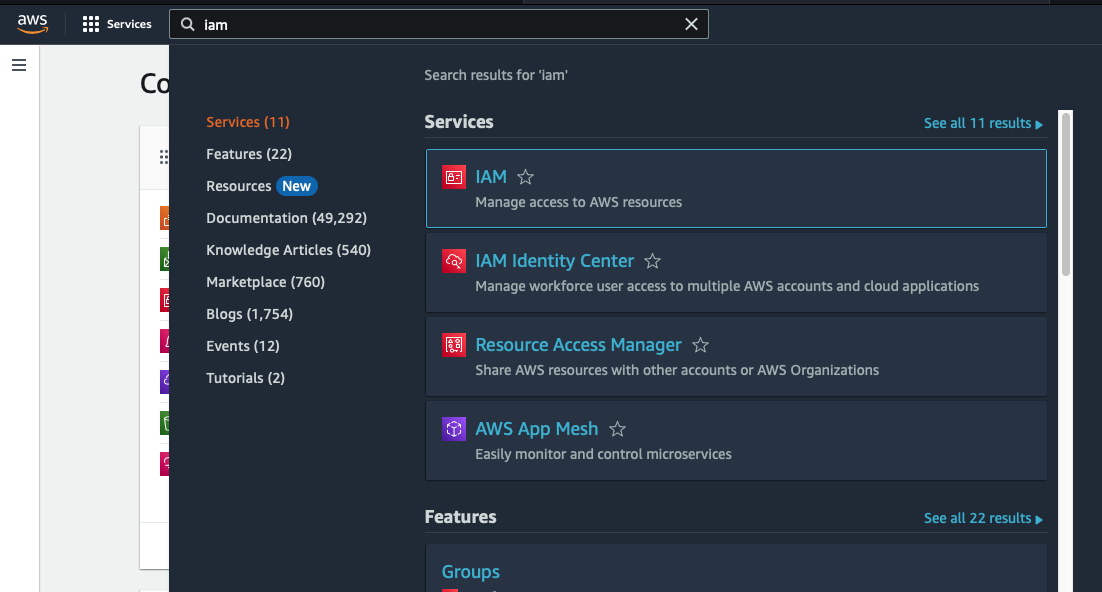 aws
Services
iam
Co
Search results for 'iam'
Services (11)
Features (22)
Resources New
Documentation (49,292)
Knowledge Articles (540)
Marketplace (760)
Blogs (1,754)
Events (12)
Tutorials (2)
Services
See all 11 results
IAM
Manage access to AWS resources
IAM Identity Center
Manage workforce user access to multiple AWS accounts and cloud applications
Resource Access Manager
Share AWS resources with other accounts or AWS Organizations
AWS App Mesh
Easily monitor and control microservices
Features
See all 22 results
Groups